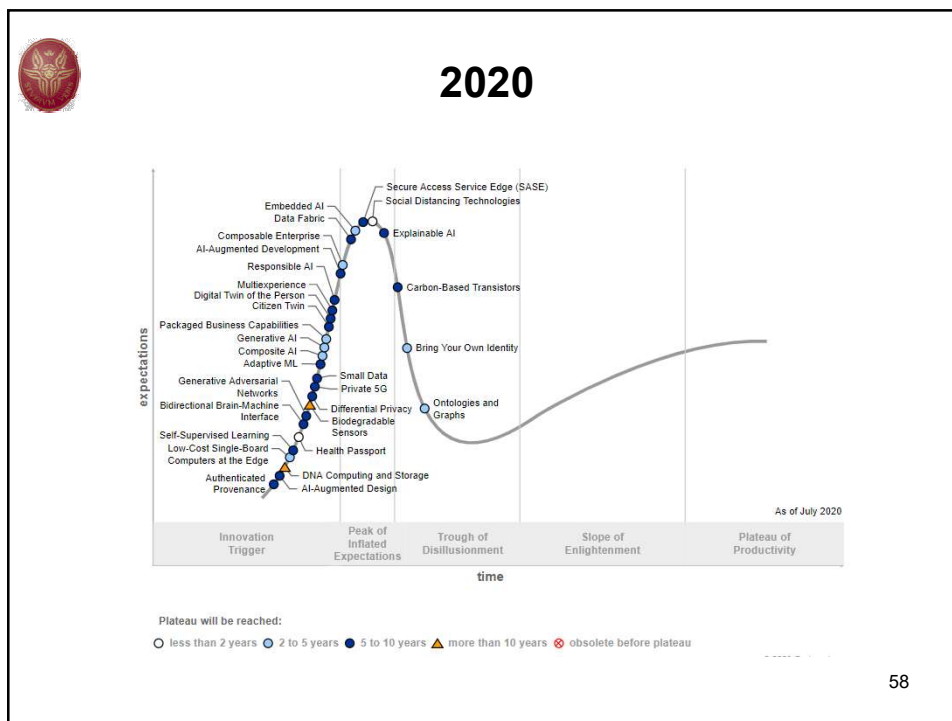 2020
Secure Access Service Edge (SASE)
Social Distancing Technologies
Embedded AI
Data Fabric
Explainable AI
Composable Enterprise
AI-Augmented Development
Responsible AI
Carbon-Based Transistors
Multiexperience
Digital Twin of the Person
Citizen Twin
Packaged Business Capabilities
Generative AI
Bring Your Own Identity
Composite AI
Adaptive ML
Small Data
Generative Adversarial
Networks
Private 5G
Ontologies and
Graphs
Bidirectional Brain-Machine
Interface
Differential Privacy
Biodegradable
Sensors
Self-Supervised Learning
Low-Cost Single-Board
Computers at the Edge
Health Passport
Authenticated
Provenance
DNA Computing and Storage
AI-Augmented Design
expectations
As of July 2020
Innovation
Trigger
Peak of
Inflated
Expectations
Trough of
Disillusionment
Slope of
Enlightenment
Plateau of
Productivity
time
Plateau will be reached:
less than 2 years 2 to 5 years 5 to 10 years more than 10 years obsolete before plateau
58